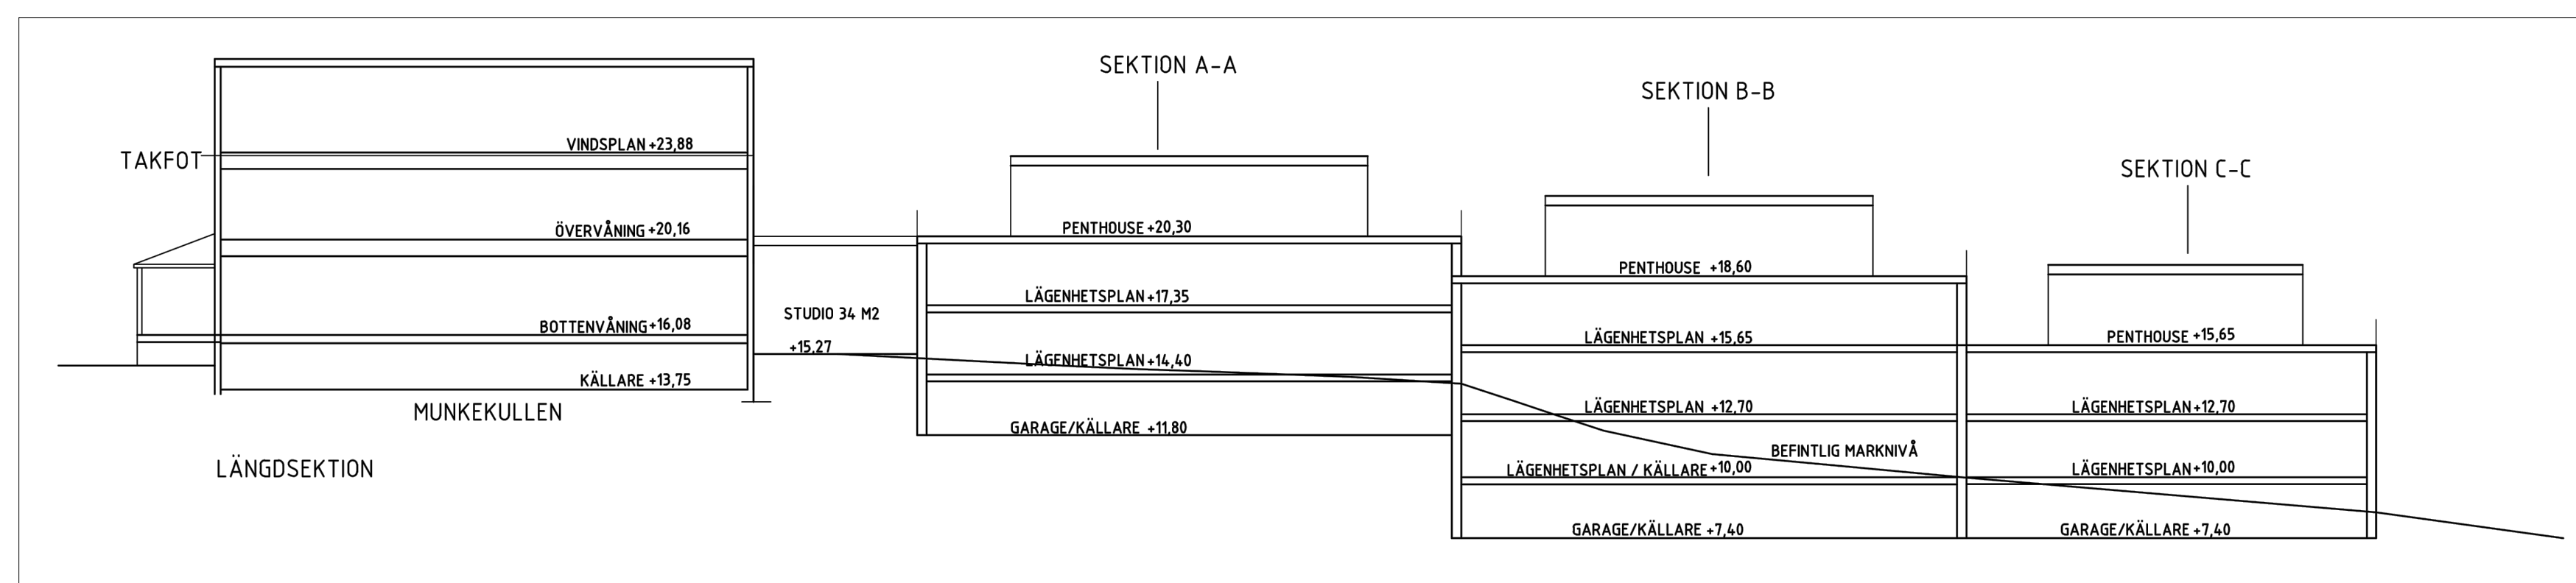 TAKFOT
VINDSPLAN +23,88
ÖVERVÅNING +20,16
BOTTENVÅNING +16,08
KÄLLARE +13,75
MUNKEKULLEN
LÄNGDSEKTION
STUDIO 34 M2
+15,27
SEKTION A-A
PENTHOUSE +20,30
LÄGENHETSPLAN +17,35
LÄGENHETSPLAN +14,40
GARAGE/KÄLLARE +11,80
SEKTION B-B
PENTHOUSE +18,60
LÄGENHETSPLAN +15,65
LÄGENHETSPLAN +12,70
BEFINTLIG MARKNIVÅ
LÄGENHETSPLAN / KÄLLARE +10,00
GARAGE/KÄLLARE +7,40
SEKTION C-C
PENTHOUSE +15,65
LÄGENHETSPLAN +12,70
LÄGENHETSPLAN +10,00
GARAGE/KÄLLARE +7,40